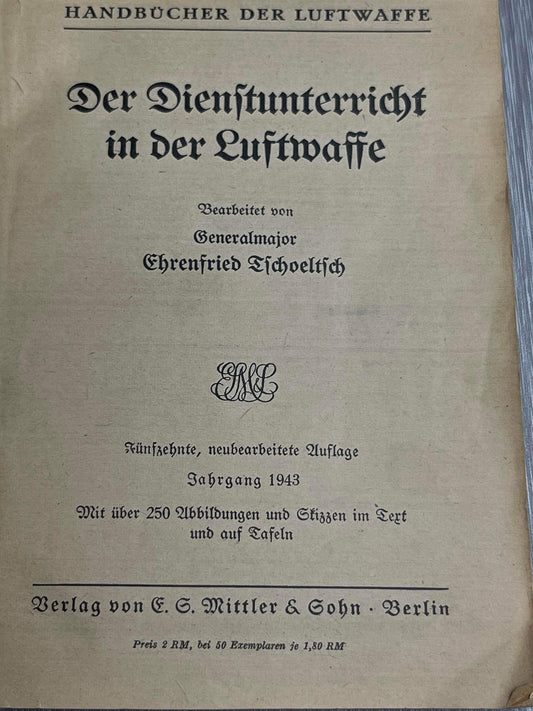 HANDBÜCHER DER LUFTWAFFE
Der Dienſtunterricht
in der Luftwaffe
Bearbeitet von
Generalmajor
Ehrenfried Tſchoeltſch
Fünfzehnte, neubearbeitete Auflage
Jahrgang 1943
Mit über 250 Abbildungen und Skizzen im Text
und auf Tafeln
Verlag von E. S. Mittler & Sohn · Berlin
Preis 2 RM, bei 50 Exemplaren je 1,80 RM